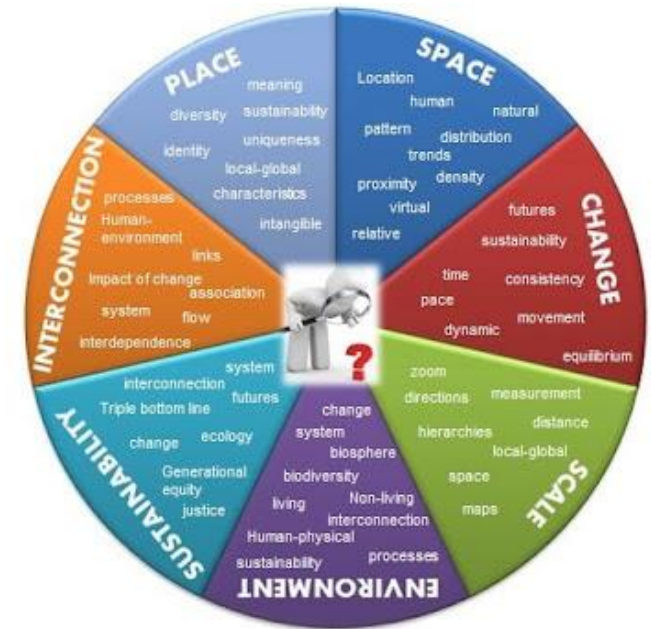 PLACE
meaning
diversity
sustainability
identity
uniqueness
local-global
characteristics
intangible
SPACE
Location
human
natural
pattern
distribution
trends
proximity
density
virtual
relative
CHANGE
futures
sustainability
time
consistency
pace
movement
dynamic
equilibrium
SCALE
zoom
directions
measurement
distance
hierarchies
local-global
space
maps
ENVIRONMENT
change
system
biosphere
biodiversity
living
Non-living
interconnection
Human-physical
sustainability
processes
SUSTAINABILITY
system
interconnection
futures
Triple bottom line
change
ecology
Generational
equity
justice
INTERCONNECTION
processes
Human-
environment
links
Impact of change
association
system
flow
interdependence
?